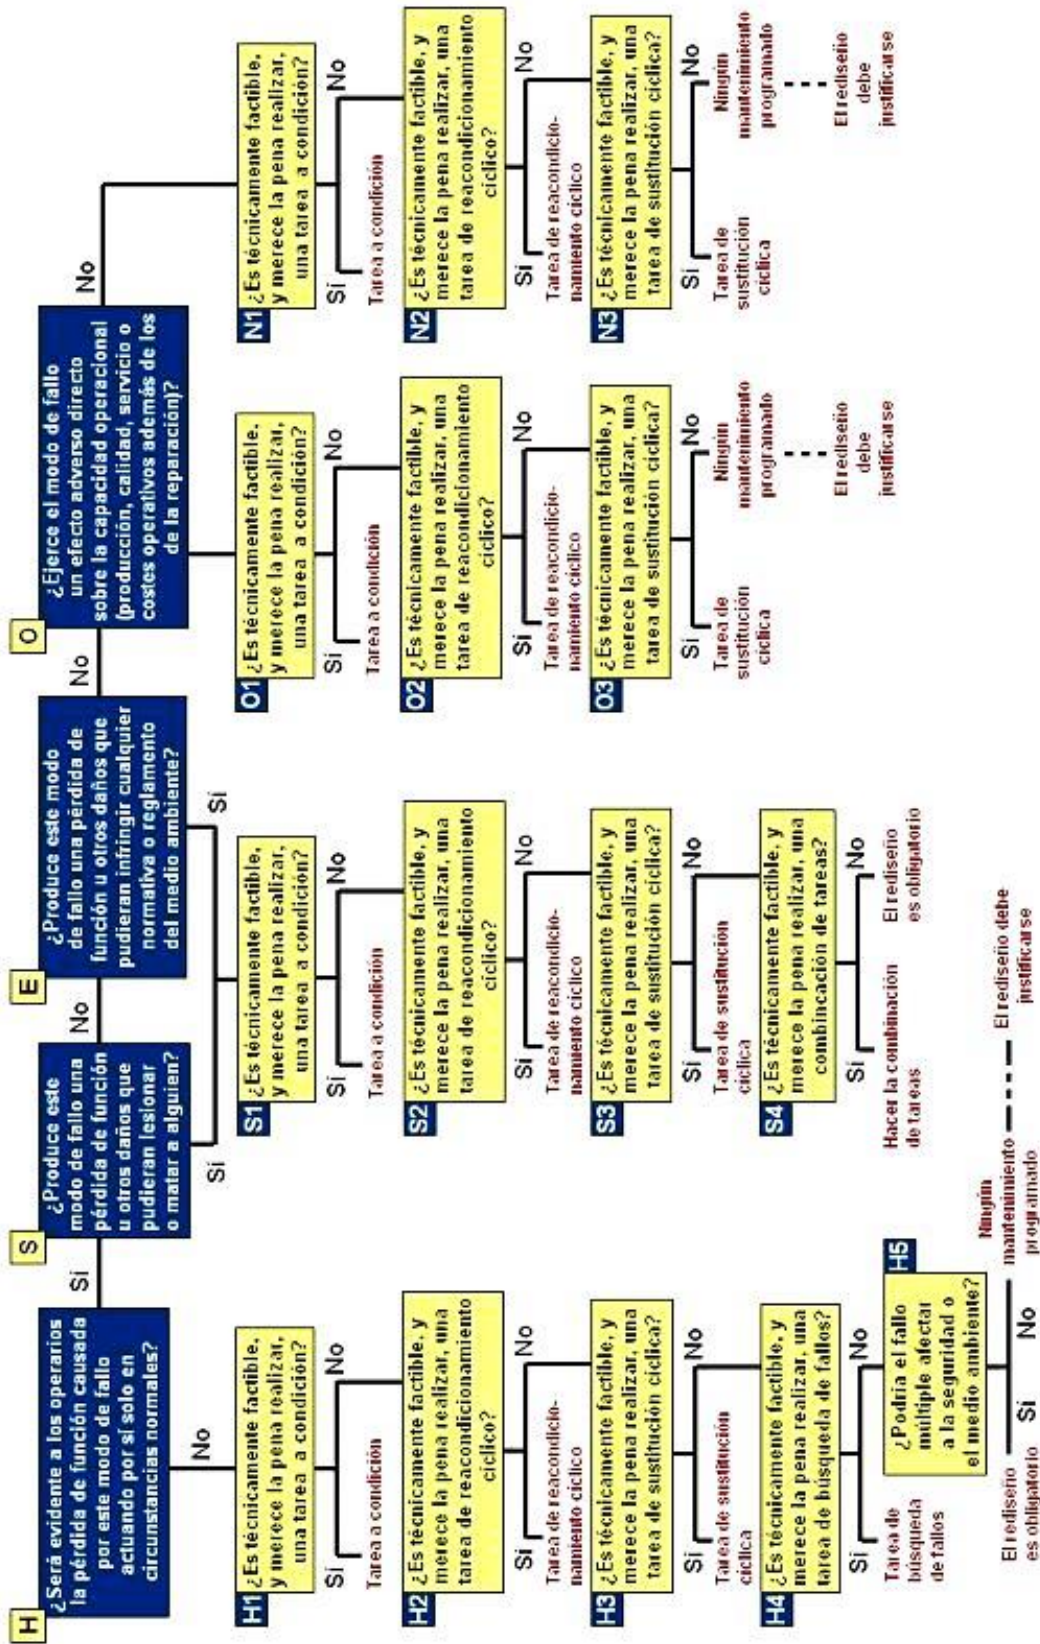 H
¿Será evidente a los operarios
la pérdida de función causada
por este modo de fallo
actuando por sí solo en
circunstancias normales?
Sí
No
S
¿Produce este
modo de fallo una
pérdida de función
u otros daños que
pudieran lesionar
o matar a alguien?
No
Sí
E
¿Produce este modo
de fallo una pérdida de
función u otros daños que
pudieran infringir cualquier
normativa o reglamento
del medio ambiente?
No
Sí
O
¿Ejerce el modo de fallo
un efecto adverso directo
sobre la capacidad operacional
(producción, calidad, servicio o
costes operativos además de los
de la reparación)?
No
H1
¿Es técnicamente factible,
y merece la pena realizar,
una tarea a condición?
Sí
No
Tarea a condición
H2
¿Es técnicamente factible, y
merece la pena realizar, una
tarea de reacondicionamiento
cíclico?
Sí
No
Tarea de reacondicio-
namiento cíclico
H3
¿Es técnicamente factible, y
merece la pena realizar, una
tarea de sustitución cíclica?
Sí
No
Tarea de sustitución
cíclica
H4
¿Es técnicamente factible, y
merece la pena realizar, una
tarea de búsqueda de fallos?
Sí
No
Tarea de
búsqueda
de fallos
H5
¿Podría el fallo
múltiple afectar
a la seguridad o
el medio ambiente?
Sí
No
El rediseño
es obligatorio
Ningún
mantenimiento
programado
El rediseño debe
justificarse
S1
¿Es técnicamente factible,
y merece la pena realizar,
una tarea a condición?
Sí
No
Tarea a condición
S2
¿Es técnicamente factible, y
merece la pena realizar, una
tarea de reacondicionamiento
cíclico?
Sí
No
Tarea de reacondicio-
namiento cíclico
S3
¿Es técnicamente factible, y
merece la pena realizar, una
tarea de sustitución cíclica?
Sí
No
Tarea de sustitución
cíclica
S4
¿Es técnicamente factible, y
merece la pena realizar, una
combincación de tareas?
Sí
No
Hacer la combinación
de tareas
El rediseño
es obligatorio
O1
¿Es técnicamente factible,
y merece la pena realizar,
una tarea a condición?
Sí
No
Tarea a condición
O2
¿Es técnicamente factible, y
merece la pena realizar, una
tarea de reacondicionamiento
cíclico?
Sí
No
Tarea de reacondicio-
namiento cíclico
O3
¿Es técnicamente factible, y
merece la pena realizar, una
tarea de sustitución cíclica?
Sí
No
Tarea de
sustitución
cíclica
Ningún
mantenimiento
programado
El rediseño
debe
justificarse
N1
¿Es técnicamente factible,
y merece la pena realizar,
una tarea a condición?
Sí
No
Tarea a condición
N2
¿Es técnicamente factible, y
merece la pena realizar, una
tarea de reacondicionamiento
cíclico?
Sí
No
Tarea de reacondicio-
namiento cíclico
N3
¿Es técnicamente factible, y
merece la pena realizar, una
tarea de sustitución cíclica?
Sí
No
Tarea de
sustitución
cíclica
Ningún
mantenimiento
programado
El rediseño
debe
justificarse